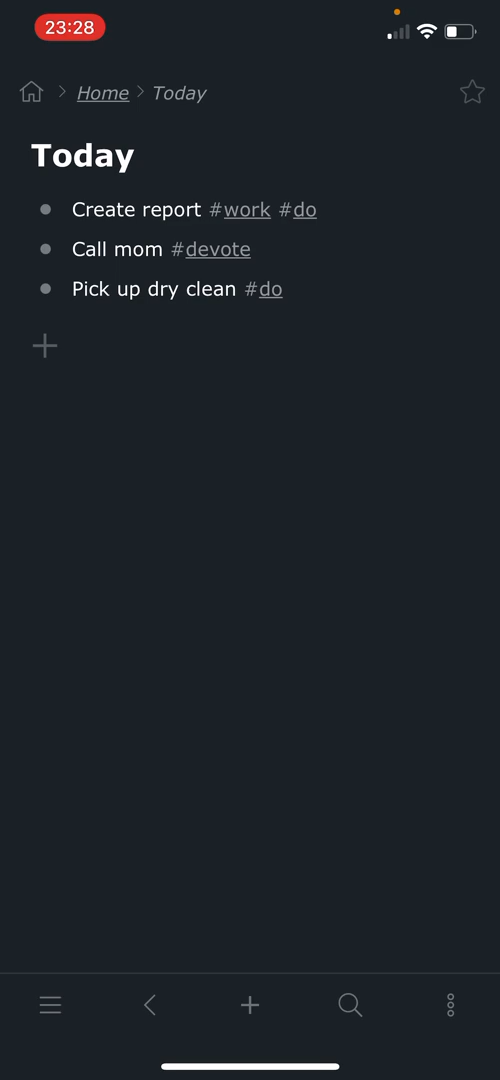 23:28
Home Today
Today
Create report #work #do
Call mom #devote
Pick up dry clean #do